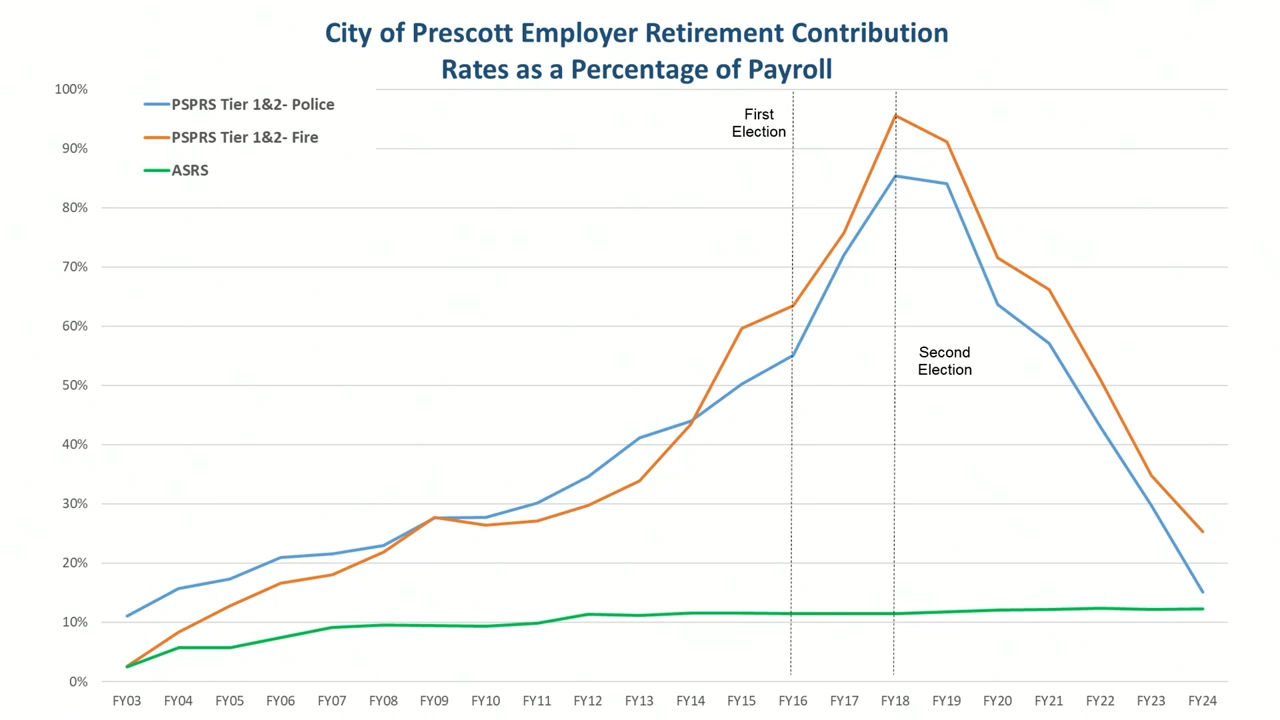 City of Prescott Employer Retirement Contribution
Rates as a Percentage of Payroll
PSPRS Tier 1&2- Police
PSPRS Tier 1&2- Fire
ASRS
First
Election
Second
Election
100%
90%
80%
70%
60%
50%
40%
30%
20%
10%
0%
FY03 FY04 FY05 FY06 FY07 FY08 FY09 FY10 FY11 FY12 FY13 FY14 FY15 FY16 FY17 FY18 FY19 FY20 FY21 FY22 FY23 FY24